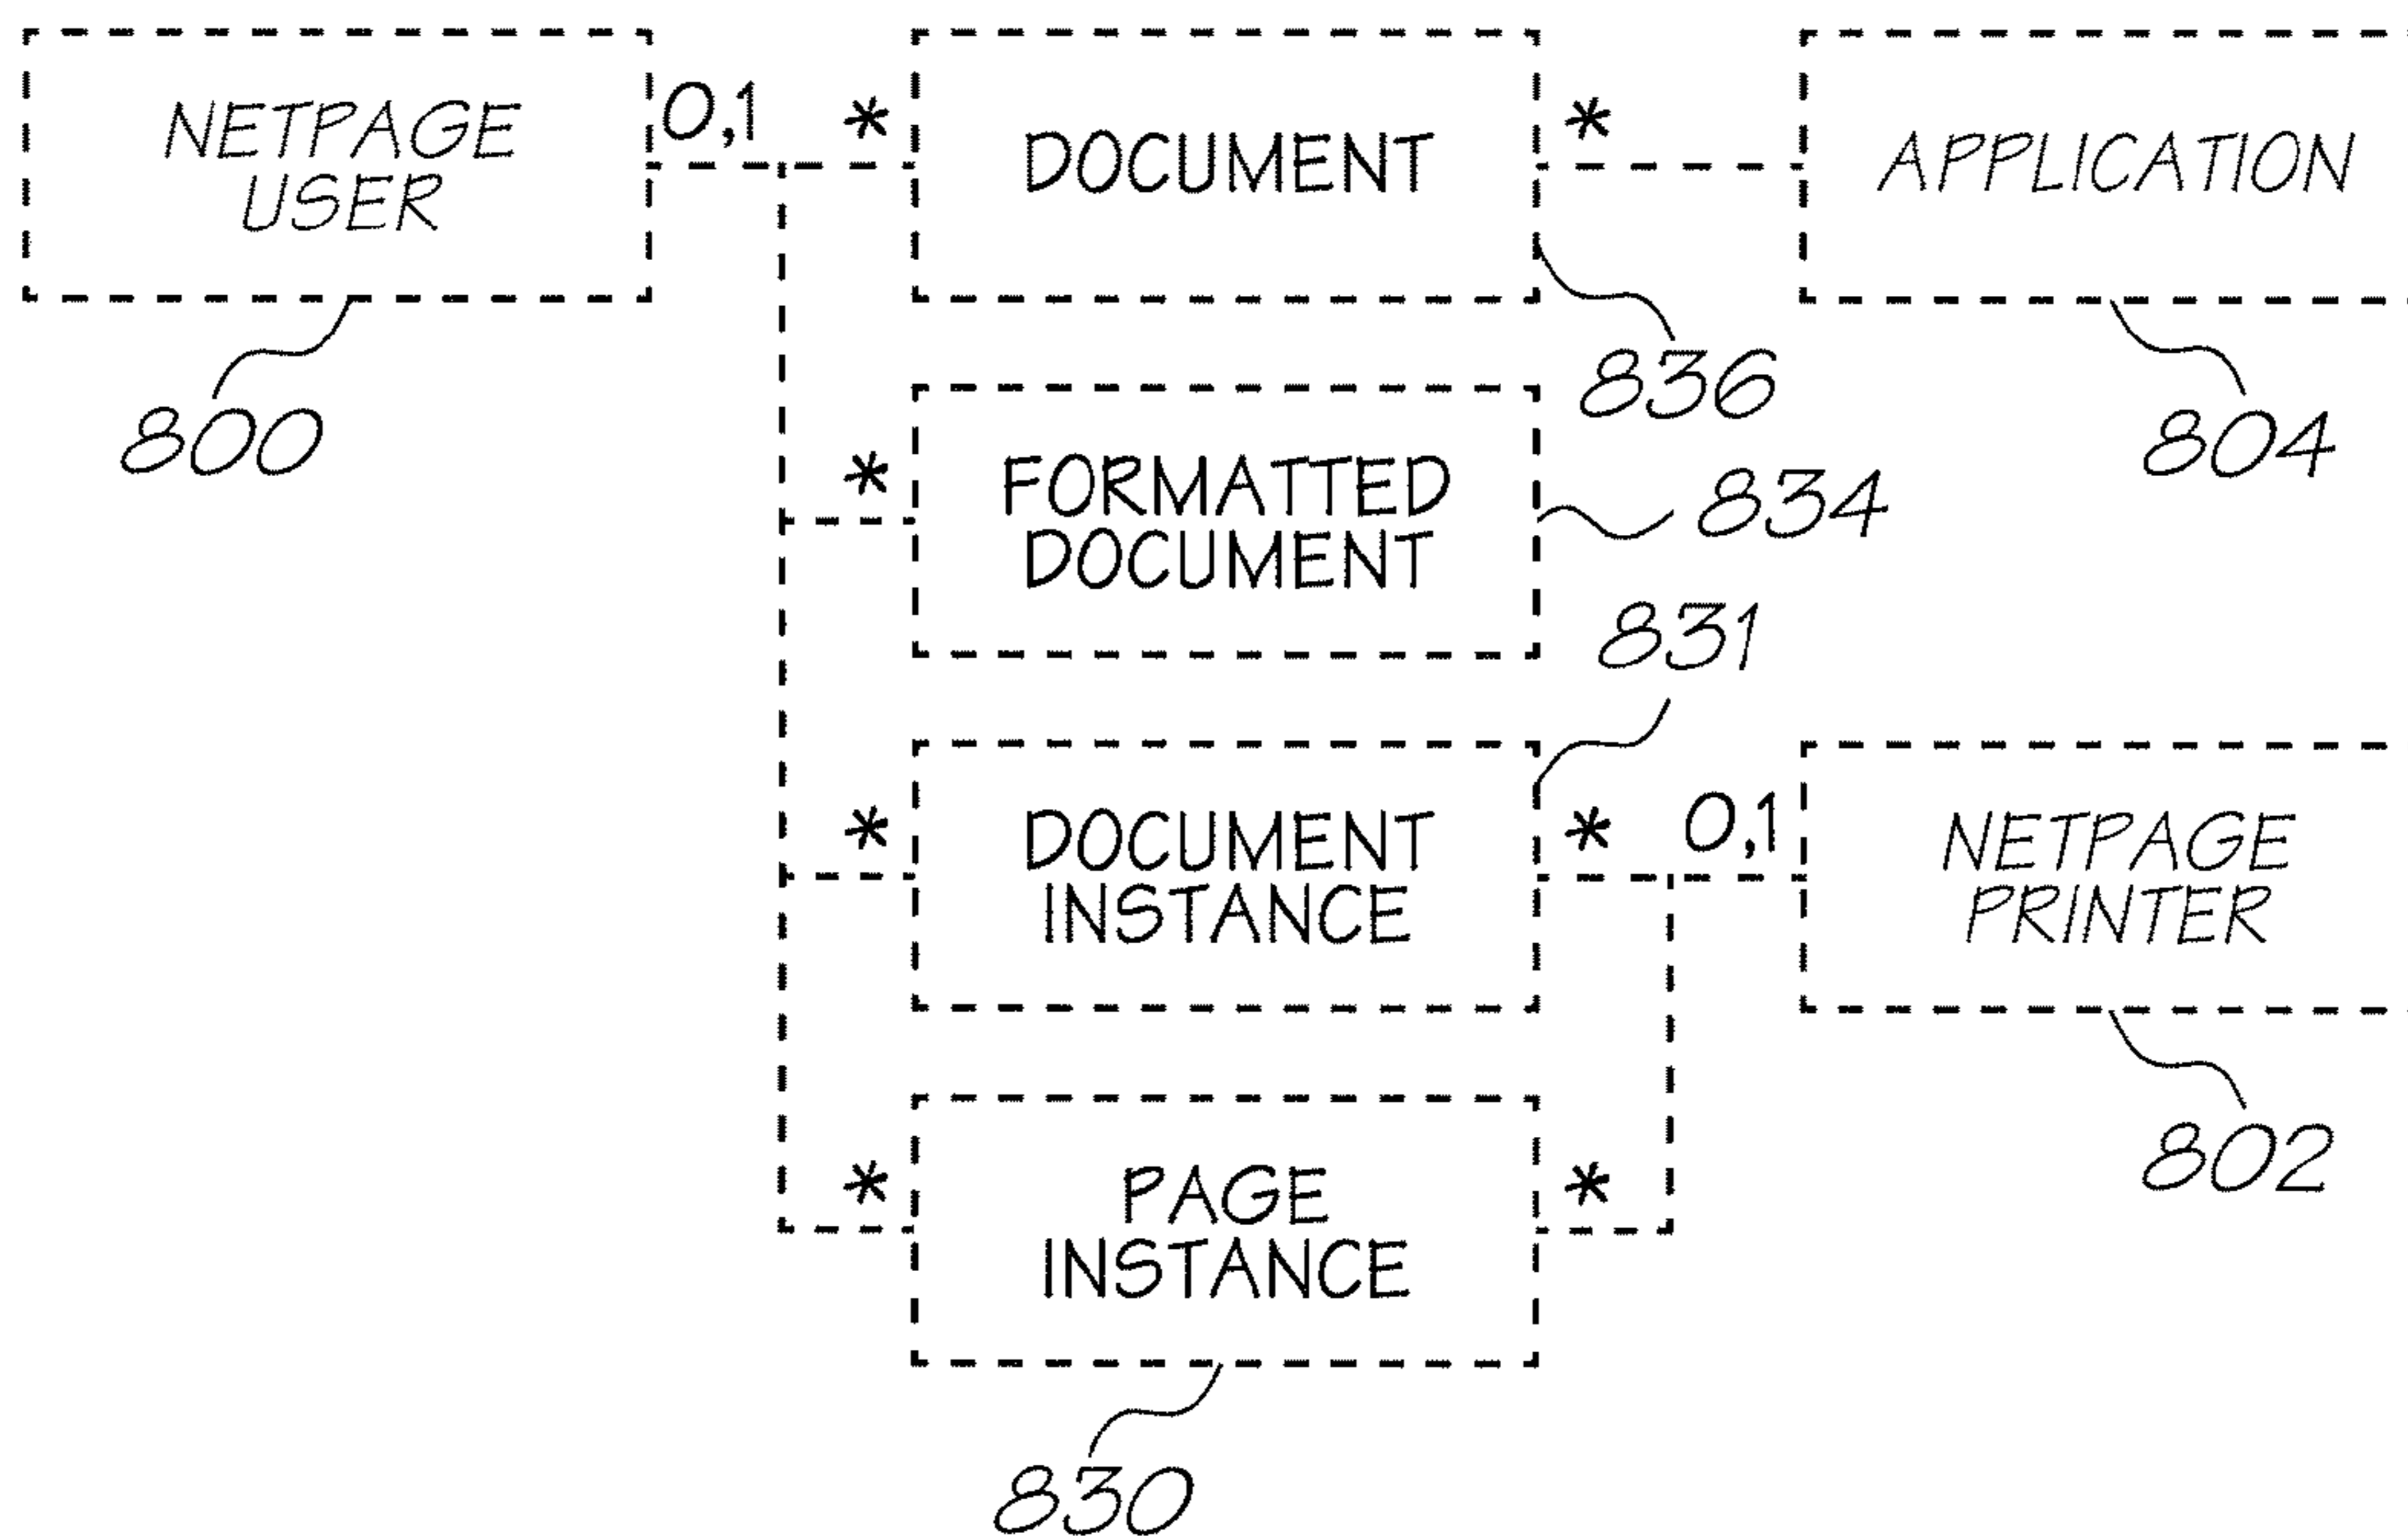 NETPAGE
USER
0,1
*
DOCUMENT
*
APPLICATION
800
836
804
*
FORMATTED
DOCUMENT
834
831
*
DOCUMENT
INSTANCE
*
0,1
NETPAGE
PRINTER
802
*
PAGE
INSTANCE
*
830